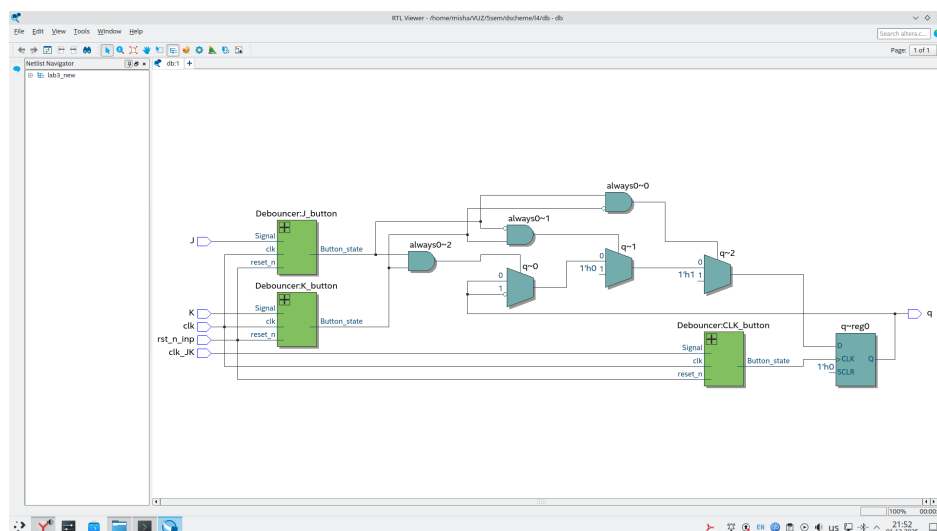 RTL Viewer - /home/misha/VUZ/5sem/dscheme/l4/db - db
File Edit View Tools Window Help
Search altera.c...
Page: 1 of 1
Netlist Navigator
db:1 +
lab3_new
always0~0
Debouncer:J_button
always0~1
Signal
J
always0~2
q~1
clk
Button_state
0
q~2
reset_n
q~0
1'h0 1
0
Debouncer:K_button
0
1'h1 1
1
Signal
K
clk
Button_state
q
clk
Debouncer:CLK_button
q~reg0
rst_n_inp
reset_n
Signal
D
clk_JK
clk
Button_state
CLK
reset_n
1'h0
SCLR
Q
100% 00:00
EN us 21:52